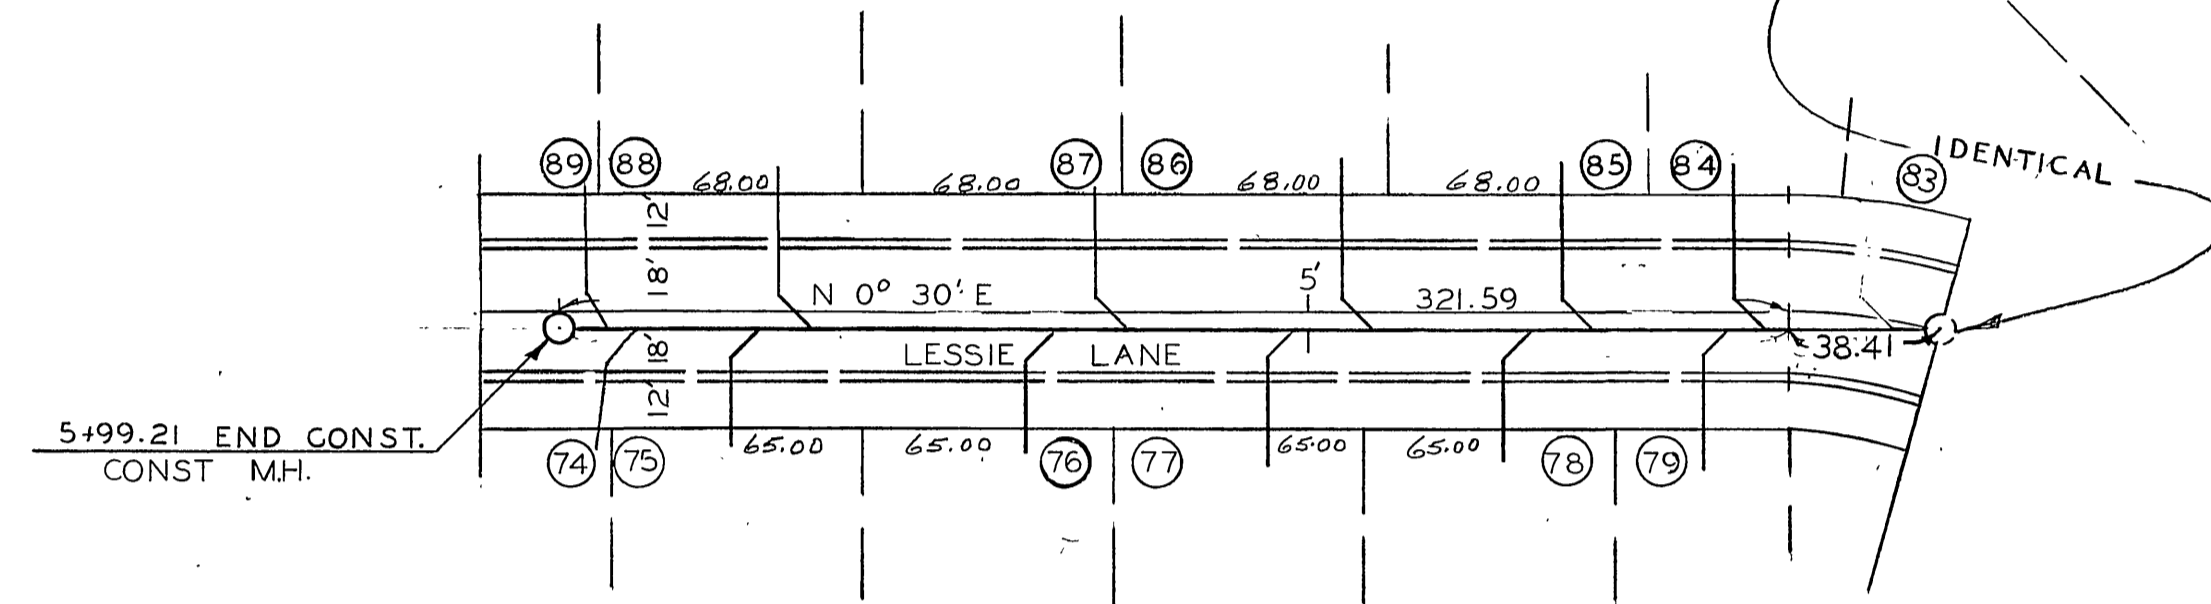 IDENTICAL
89 88 87 86 85 84 83
68.00 68.00 68.00 68.00
12'
18'
N 0° 30' E
5'
321.59
LESSIE LANE
38.41
18'
12'
5+99.21 END CONST.
CONST M.H.
65.00 65.00 65.00 65.00
74 75 76 77 78 79